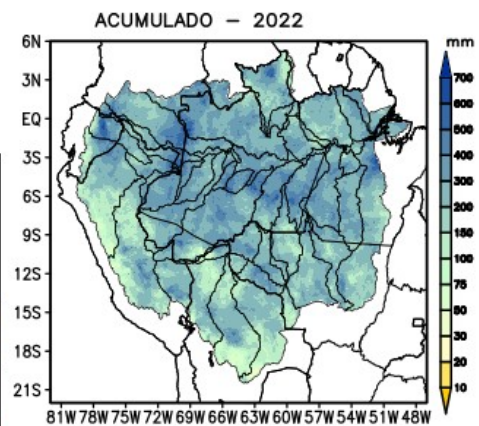 ACUMULADO – 2022
mm
6N
3N
EQ
3S
6S
9S
12S
15S
18S
21S
700
600
500
400
300
200
150
100
75
50
30
20
10
81W 78W 75W 72W 69W 66W 63W 60W 57W 54W 51W 48W